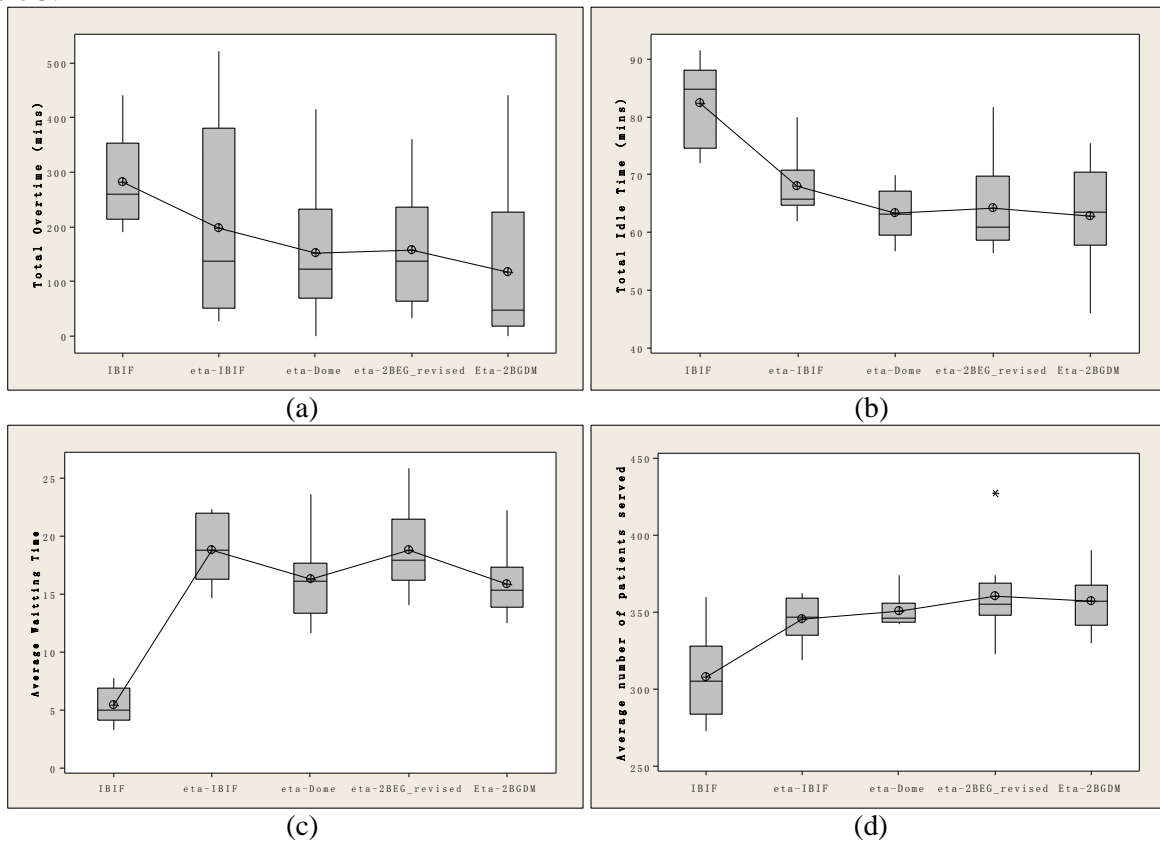 Total Overtime (mins)
500
400
300
200
100
0
IBIF eta-IBIF eta-Dome eta-2BEG_revised Eta-2BGDM
(a)
Total Idle Time (mins)
90
80
70
60
50
40
IBIF eta-IBIF eta-Dome eta-2BEG_revised Eta-2BGDM
(b)
Average Waitting Time
25
20
15
10
5
0
IBIF eta-IBIF eta-Dome eta-2BEG_revised Eta-2BGDM
(c)
Average number of patients served
450
400
350
300
250
IBIF eta-IBIF eta-Dome eta-2BEG_revised Eta-2BGDM
(d)